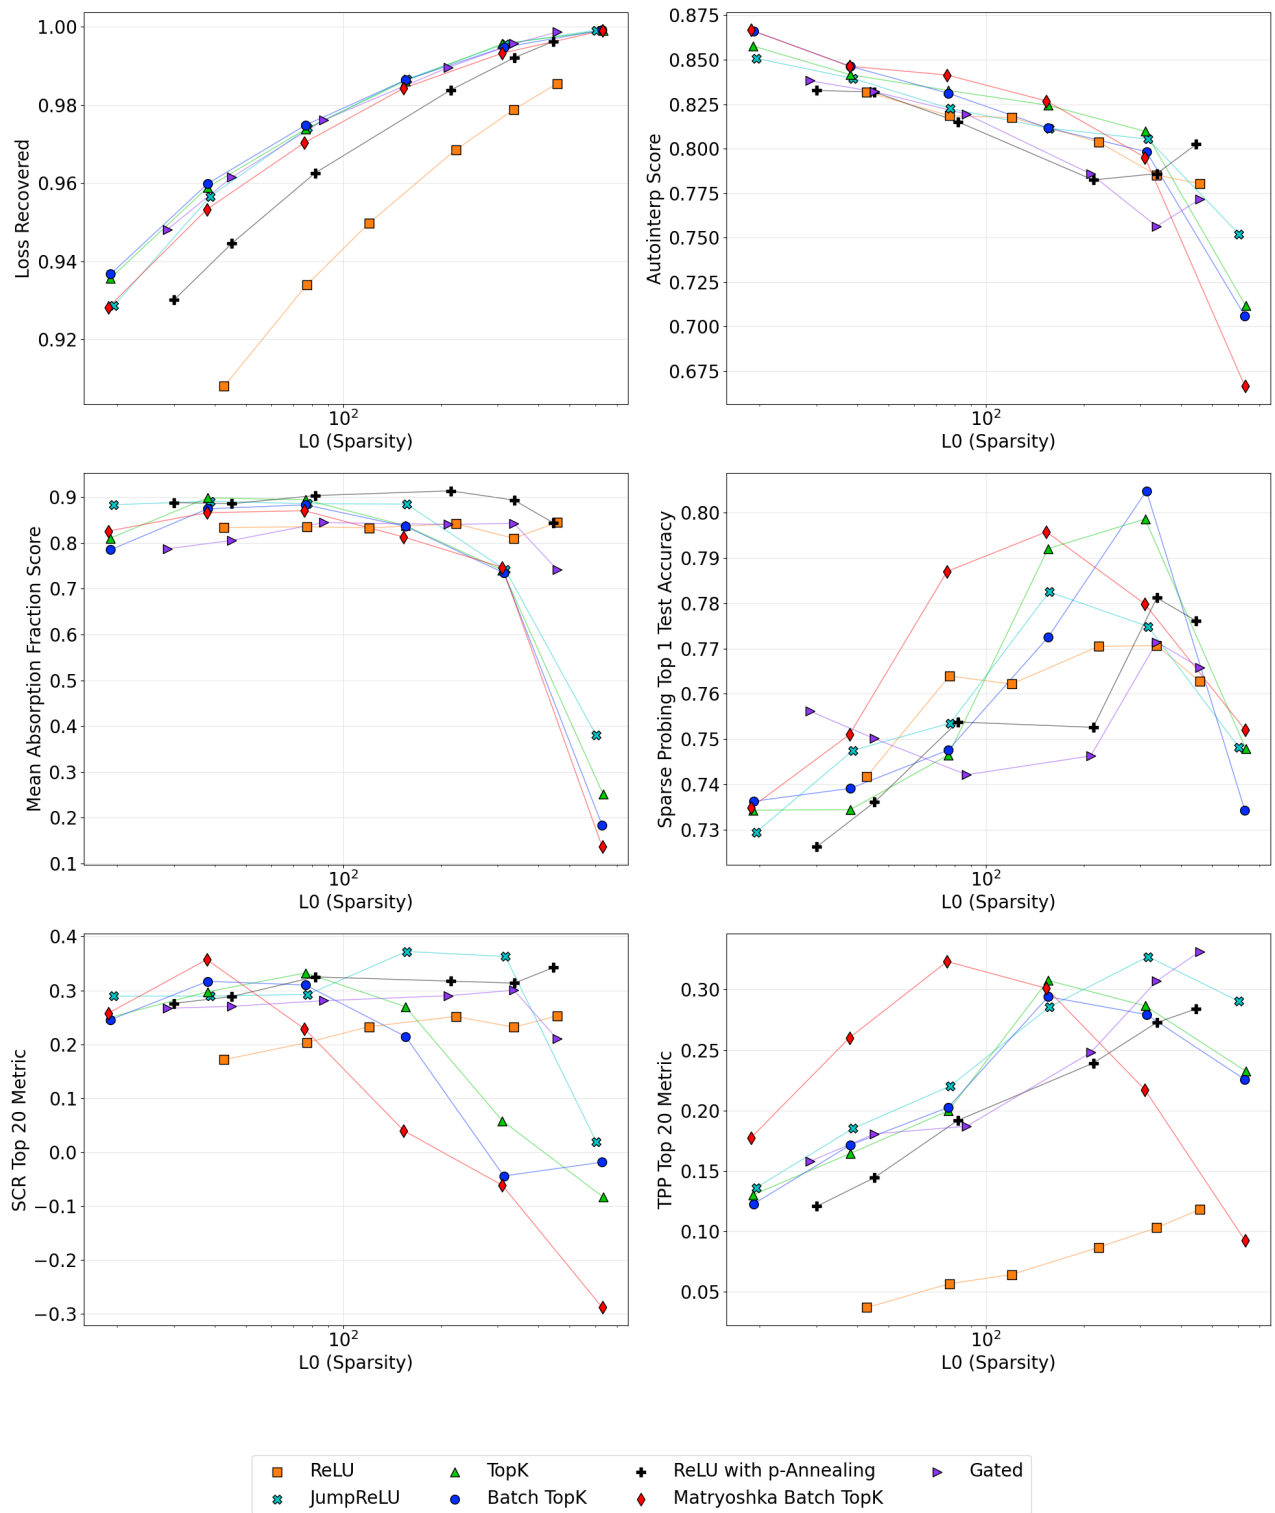 1.00
0.98
0.96
0.94
0.92
Loss Recovered
10²
L0 (Sparsity)
0.875
0.850
0.825
0.800
0.775
0.750
0.725
0.700
0.675
Autointerp Score
10²
L0 (Sparsity)
0.9
0.8
0.7
0.6
0.5
0.4
0.3
0.2
0.1
Mean Absorption Fraction Score
10²
L0 (Sparsity)
0.80
0.79
0.78
0.77
0.76
0.75
0.74
0.73
Sparse Probing Top 1 Test Accuracy
10²
L0 (Sparsity)
0.4
0.3
0.2
0.1
0.0
−0.1
−0.2
−0.3
SCR Top 20 Metric
10²
L0 (Sparsity)
0.30
0.25
0.20
0.15
0.10
0.05
TPP Top 20 Metric
10²
L0 (Sparsity)
ReLU
JumpReLU
TopK
Batch TopK
ReLU with p-Annealing
Matryoshka Batch TopK
Gated